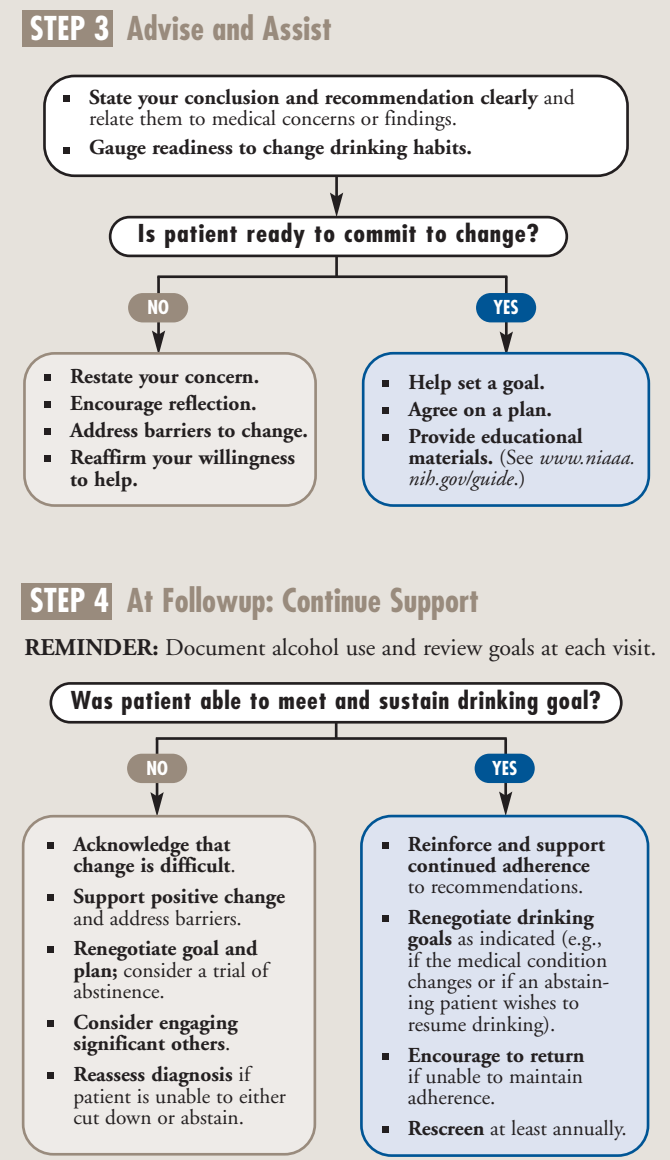 STEP 3 Advise and Assist
▪ State your conclusion and recommendation clearly and
relate them to medical concerns or findings.
▪ Gauge readiness to change drinking habits.
Is patient ready to commit to change?
NO
▪ Restate your concern.
▪ Encourage reflection.
▪ Address barriers to change.
▪ Reaffirm your willingness
to help.
YES
▪ Help set a goal.
▪ Agree on a plan.
▪ Provide educational
materials. (See www.niaaa.
nih.gov/guide.)
STEP 4 At Followup: Continue Support
REMINDER: Document alcohol use and review goals at each visit.
Was patient able to meet and sustain drinking goal?
NO
▪ Acknowledge that
change is difficult.
▪ Support positive change
and address barriers.
▪ Renegotiate goal and
plan; consider a trial of
abstinence.
▪ Consider engaging
significant others.
▪ Reassess diagnosis if
patient is unable to either
cut down or abstain.
YES
▪ Reinforce and support
continued adherence
to recommendations.
▪ Renegotiate drinking
goals as indicated (e.g.,
if the medical condition
changes or if an abstain-
ing patient wishes to
resume drinking).
▪ Encourage to return
if unable to maintain
adherence.
▪ Rescreen at least annually.